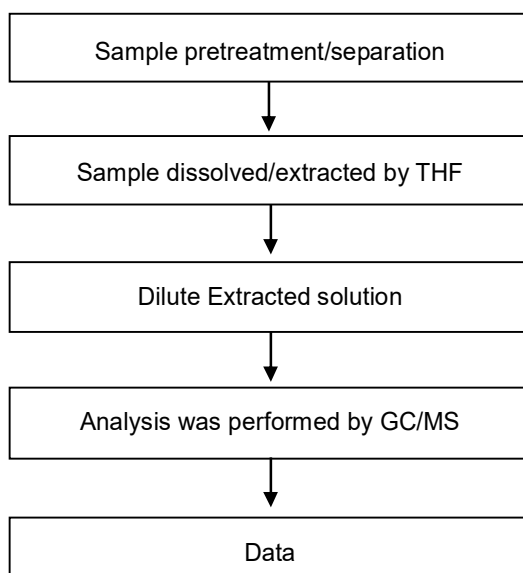 Sample pretreatment/separation
Sample dissolved/extracted by THF
Dilute Extracted solution
Analysis was performed by GC/MS
Data